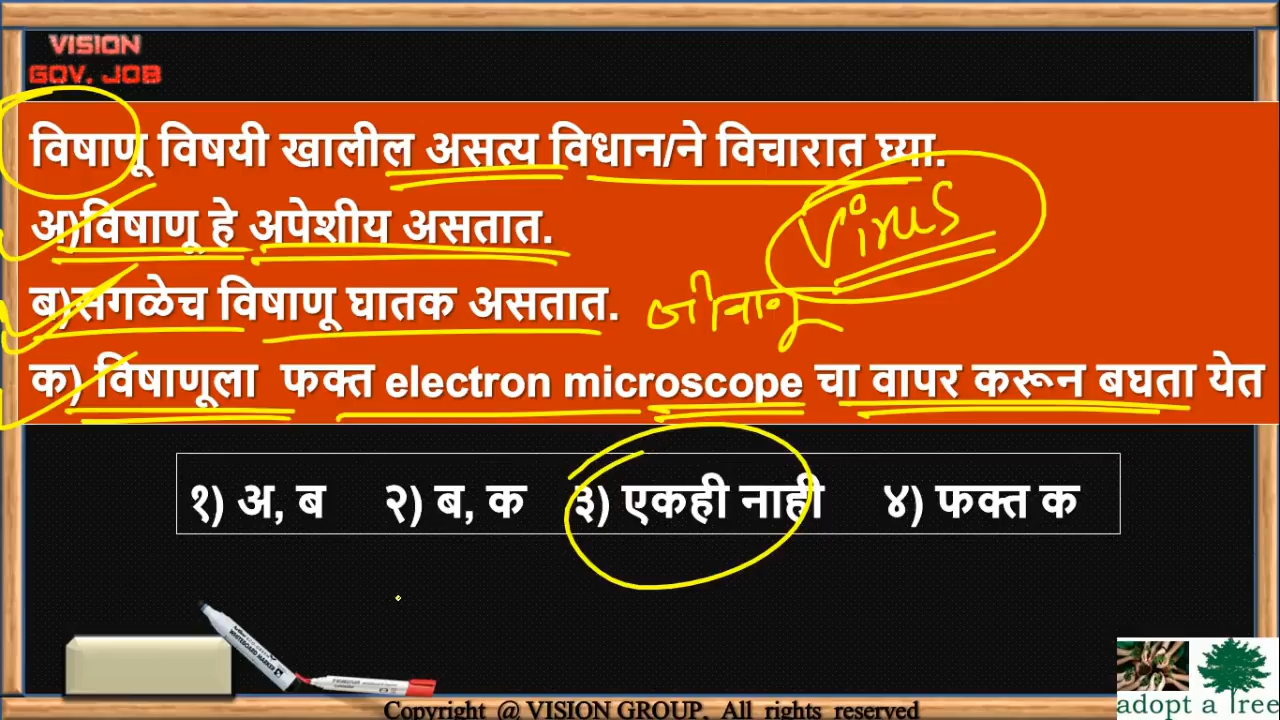 VISION
GOV. JOB
विषाणू विषयी खालील असत्य विधान/ने विचारात घ्या.
अ)विषाणू हे अपेशीय असतात.
Virus
ब)सगळेच विषाणू घातक असतात.
जीवाणू
क) विषाणूला फक्त electron microscope चा वापर करून बघता येत
१) अ, ब २) ब, क ३) एकही नाही ४) फक्त क
adopt a Tree
Copyright @ VISION GROUP, All rights reserved